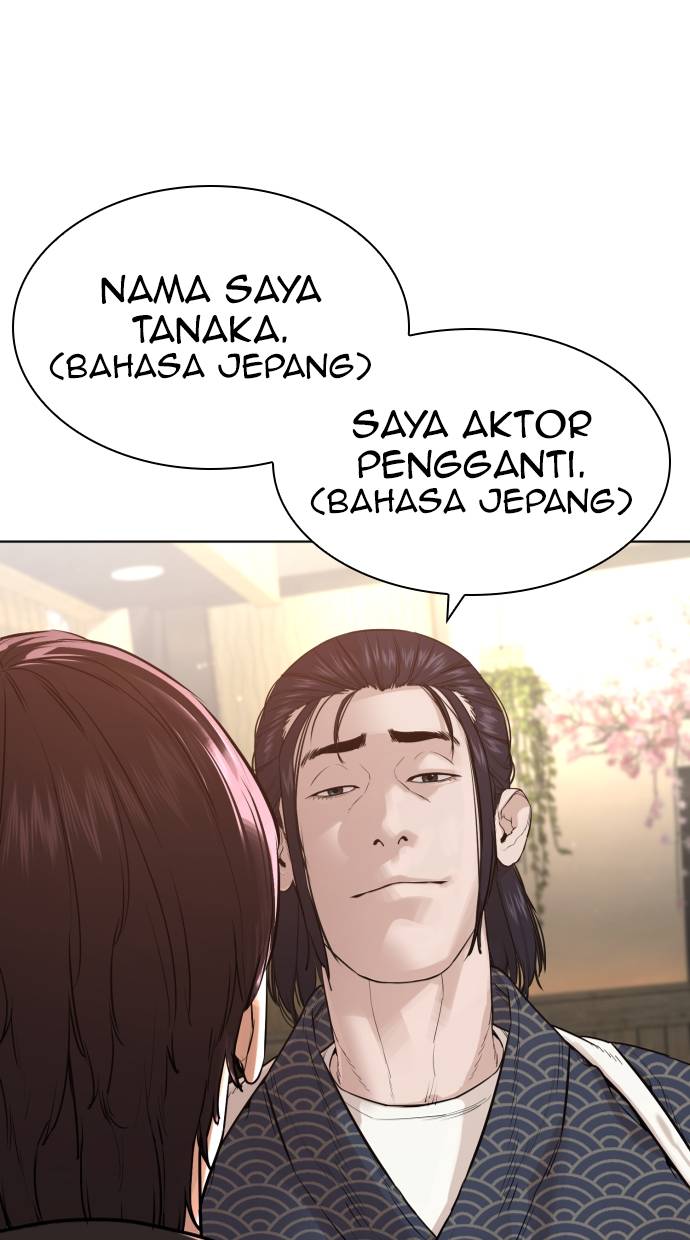 NAMA SAYA
TANAKA.
(BAHASA JEPANG)
SAYA AKTOR
PENGGANTI.
(BAHASA JEPANG)